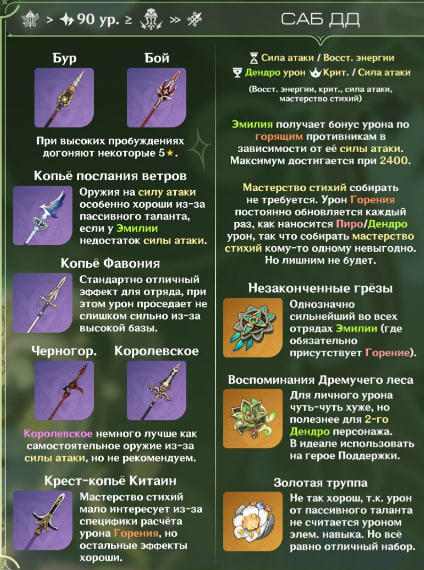 > 90 ур. ≥ >>
САБ ДД
Бур
Бой
При высоких пробуждениях
догоняют некоторые 5★.
Копьё послания ветров
Оружия на силу атаки
особенно хороши из-за
пассивного таланта,
если у Эмилии
недостаток силы атаки.
Копьё Фавония
Стандартно отличный
эффект для отряда, при
этом урон проседает не
слишком сильно из-за
высокой базы.
Черногор.
Королевское
Королевское немного лучше как
самостоятельное оружие из-за
силы атаки, но не рекомендуем.
Крест-копьё Китаин
Мастерство стихий
мало интересует из-за
специфики расчёта
урона Горения, но
остальные эффекты
хороши.
Сила атаки / Восст. энергии
Дендро урон Крит. / Сила атаки
(Восст. энергии, крит., сила атаки,
мастерство стихий)
Эмилия получает бонус урона по
горящим противникам в
зависимости от её силы атаки.
Максимум достигается при 2400.
Мастерство стихий собирать
не требуется. Урон Горения
постоянно обновляется каждый
раз, как наносится Пиро/Дендро
урон, так что собирать мастерство
стихий кому-то одному невыгодно.
Но лишним не будет.
Незаконченные грёзы
Однозначно
сильнейший во всех
отрядах Эмилии (где
обязательно
присутствует Горение).
Воспоминания Дремучего леса
Для личного урона
чуть-чуть хуже, но
полезнее для 2-го
Дендро персонажа.
В идеале использовать
на герое Поддержки.
Золотая труппа
Не так хорош, т.к. урон
от пассивного таланта
не считается уроном
элем. навыка. Но всё
равно отличный набор.